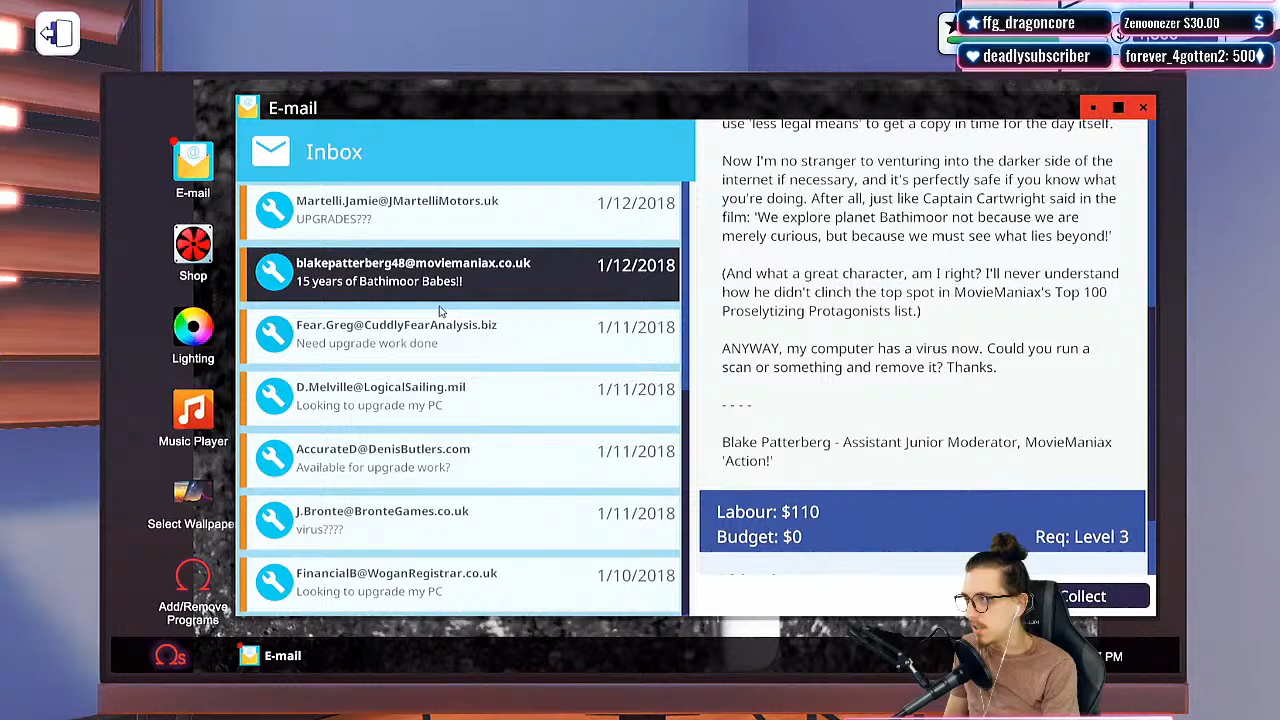 ffg_dragoncore
Zenoonezer $30.00 $
deadlysubscriber
forever_4gotten2: 500
E-mail
Inbox
E-mail
Shop
Lighting
Music Player
Select Wallpape
Add/Remove
Programs
Martelli.Jamie@JMartelliMotors.uk
1/12/2018
UPGRADES???
blakepatterberg48@moviemaniax.co.uk
1/12/2018
15 years of Bathimoor Babes!!
Fear.Greg@CuddlyFearAnalysis.biz
1/11/2018
Need upgrade work done
D.Melville@LogicalSailing.mil
1/11/2018
Looking to upgrade my PC
AccurateD@DenisButlers.com
1/11/2018
Available for upgrade work?
J.Bronte@BronteGames.co.uk
1/11/2018
virus????
FinancialB@WoganRegistrar.co.uk
1/10/2018
Looking to upgrade my PC
use 'less legal means' to get a copy in time for the day itself.
Now I'm no stranger to venturing into the darker side of the
internet if necessary, and it's perfectly safe if you know what
you're doing. After all, just like Captain Cartwright said in the
film: 'We explore planet Bathimoor not because we are
merely curious, but because we must see what lies beyond!'
(And what a great character, am I right? I'll never understand
how he didn't clinch the top spot in MovieManiax's Top 100
Proselytizing Protagonists list.)
ANYWAY, my computer has a virus now. Could you run a
scan or something and remove it? Thanks.
- - - -
Blake Patterberg - Assistant Junior Moderator, MovieManiax
'Action!'
Labour: $110
Budget: $0
Req: Level 3
Collect
E-mail
PM